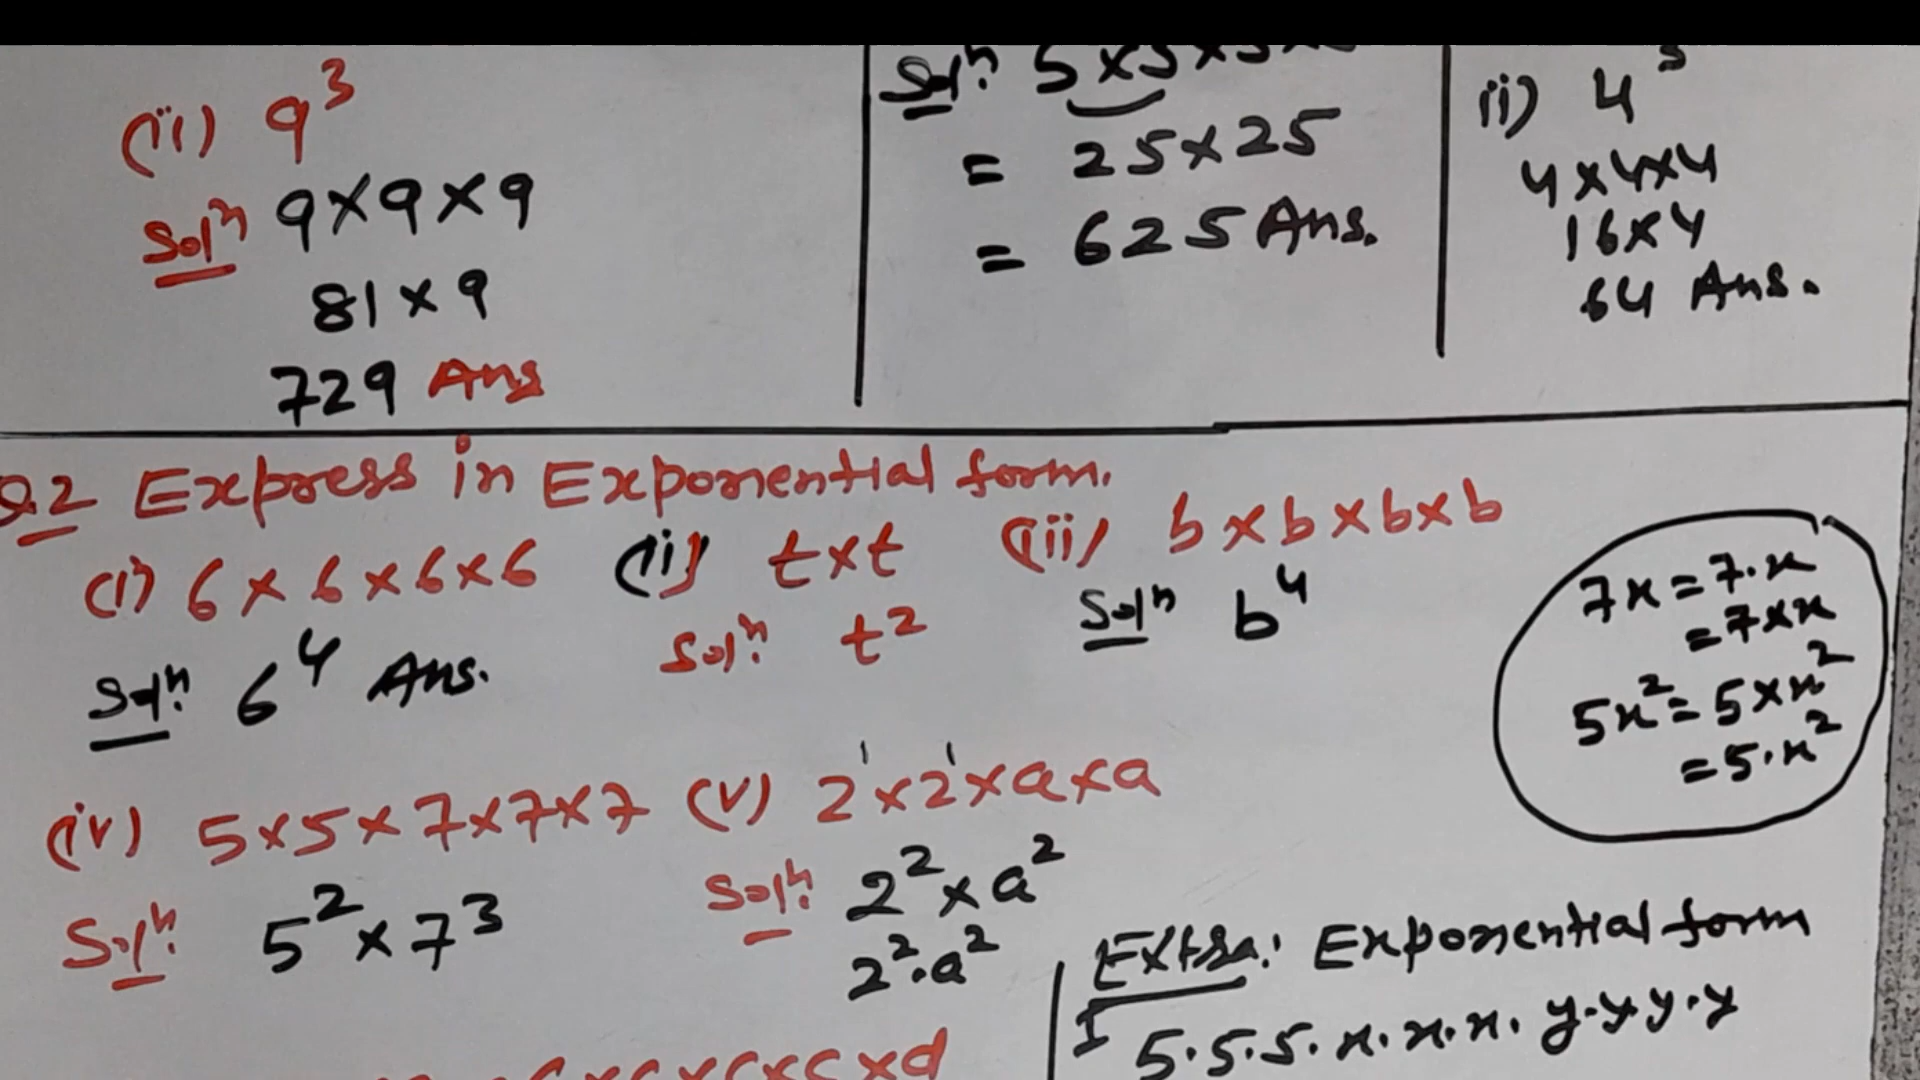 (iii) 9³
Solⁿ 9×9×9
81×9
729 Ans
Solⁿ: 5×5×5×
= 25×25
= 625 Ans.
ii) 4³
4×4×4
16×4
64 Ans.
Q.2 Express in Exponential form.
(i) 6×6×6×6 (ii) t×t (iii) b×b×b×b
Solⁿ: 6⁴ Ans. Solⁿ: t² Solⁿ b⁴
7x = 7·x
= 7×x
5x² = 5×x²
= 5·x²
(iv) 5×5×7×7×7 (v) 2¹×2¹×a×a
Solⁿ: 5²×7³ Solⁿ: 2²×a²
2²·a²
Extra: Exponential form
I 5·5·5·x·x·x·y·y·y·y
×c×c×d